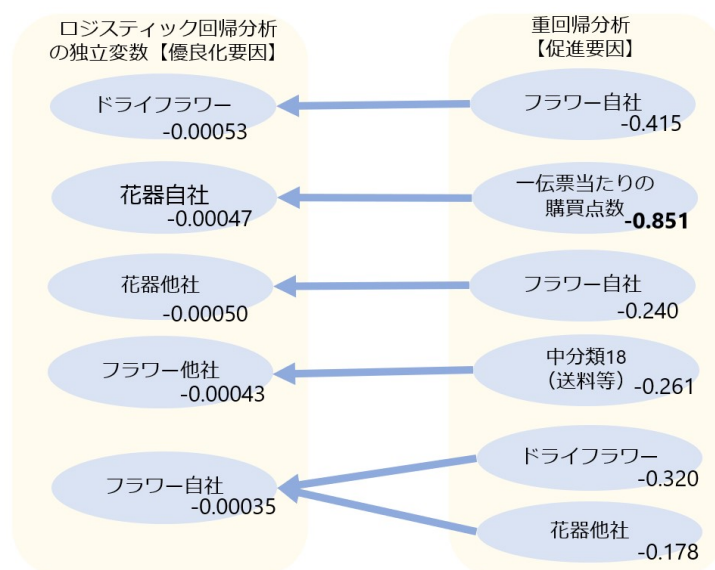 ロジスティック回帰分析
の独立変数【優良化要因】
重回帰分析
【促進要因】
ドライフラワー
-0.00053
フラワー自社
-0.415
花器自社
-0.00047
一伝票当たりの
購買点数
-0.851
花器他社
-0.00050
フラワー自社
-0.240
フラワー他社
-0.00043
中分類18
（送料等）
-0.261
フラワー自社
-0.00035
ドライフラワー
-0.320
花器他社
-0.178